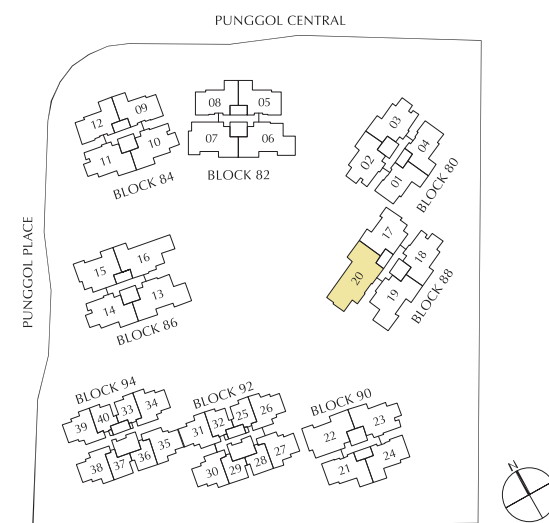 PUNGGOL CENTRAL
PUNGGOL PLACE
12 09
11 10
BLOCK 84
08 05
07 06
BLOCK 82
03
02 04
01
BLOCK 80
17
20 18
19
BLOCK 88
15 16
14 13
BLOCK 86
BLOCK 94
39 40 33 34
38 37 36 35
BLOCK 92
31 32 25 26
30 29 28 27
BLOCK 90
22 23
21 24
N